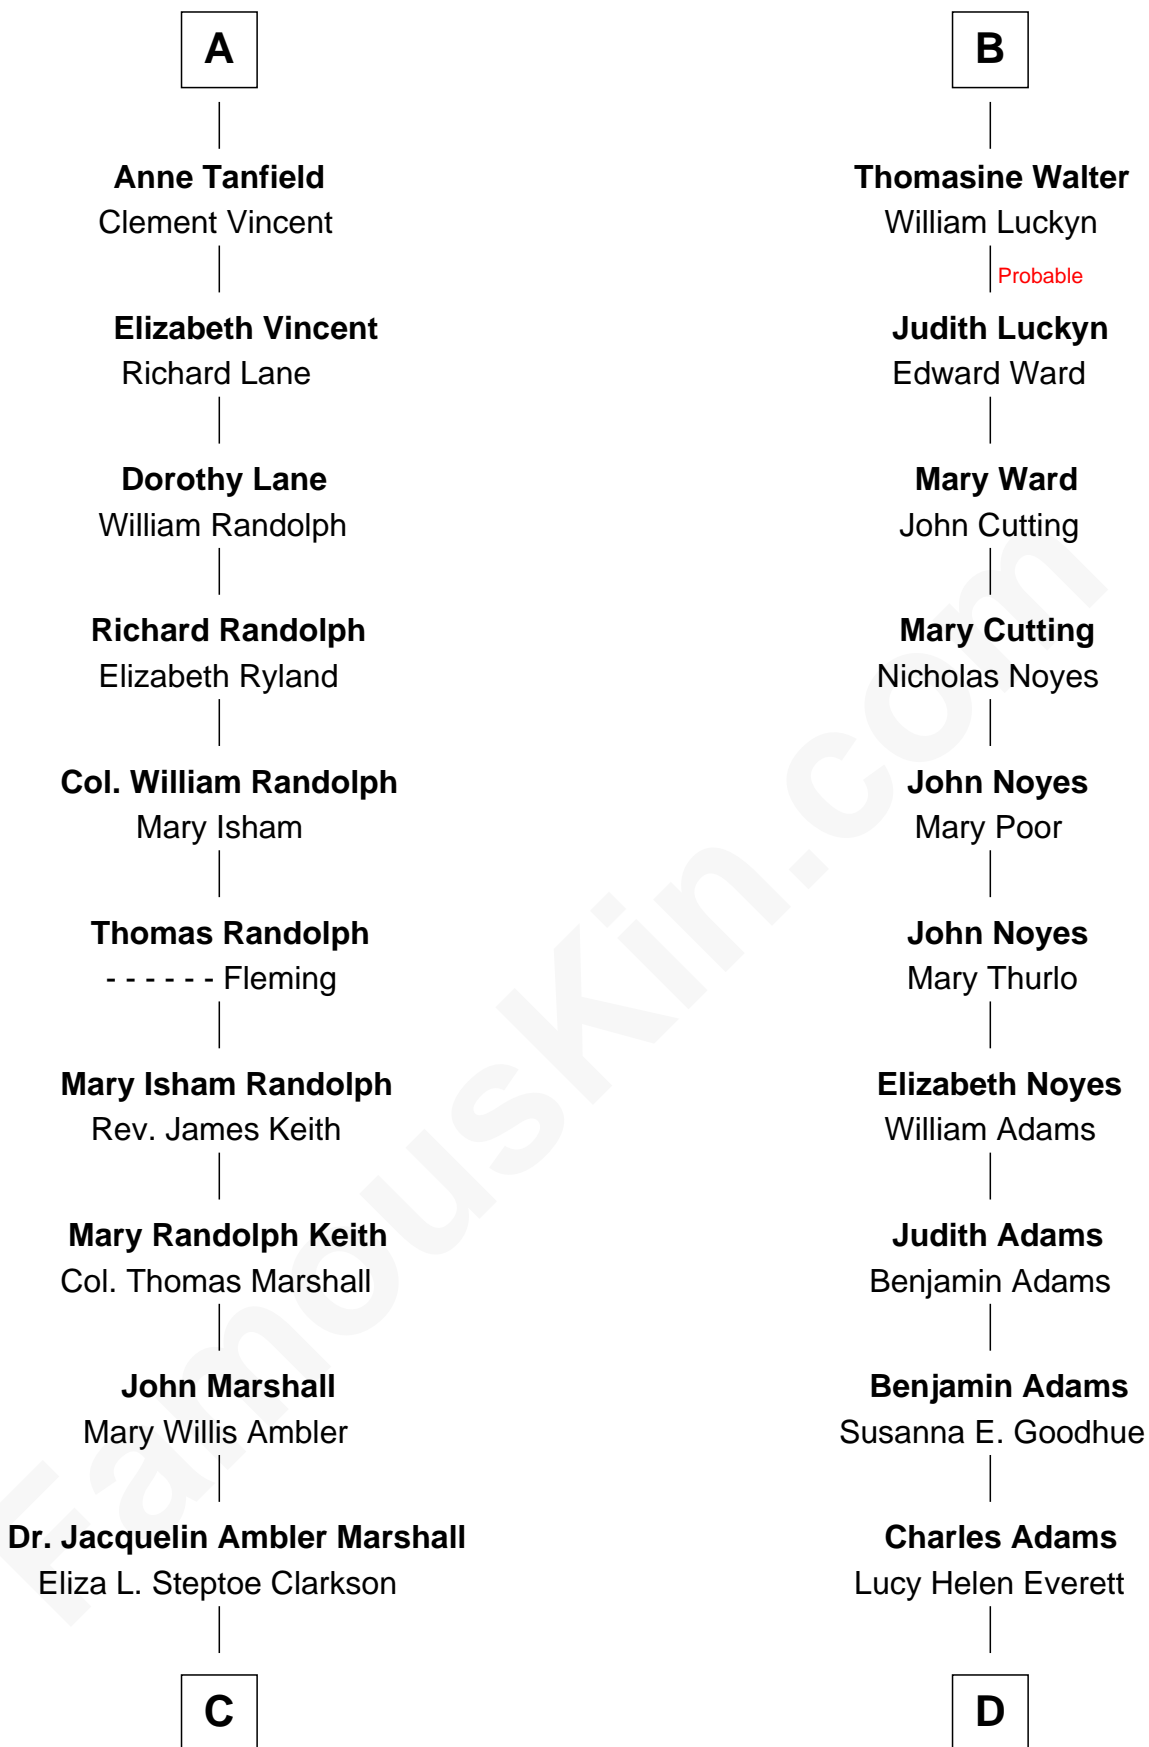 A
Anne Tanfield
Clement Vincent
Elizabeth Vincent
Richard Lane
Dorothy Lane
William Randolph
Richard Randolph
Elizabeth Ryland
Col. William Randolph
Mary Isham
Thomas Randolph
- - - - - - Fleming
Mary Isham Randolph
Rev. James Keith
Mary Randolph Keith
Col. Thomas Marshall
John Marshall
Mary Willis Ambler
Dr. Jacquelin Ambler Marshall
Eliza L. Steptoe Clarkson
C
B
Thomasine Walter
William Luckyn
Probable
Judith Luckyn
Edward Ward
Mary Ward
John Cutting
Mary Cutting
Nicholas Noyes
John Noyes
Mary Poor
John Noyes
Mary Thurlo
Elizabeth Noyes
William Adams
Judith Adams
Benjamin Adams
Benjamin Adams
Susanna E. Goodhue
Charles Adams
Lucy Helen Everett
D
FamousKin.com